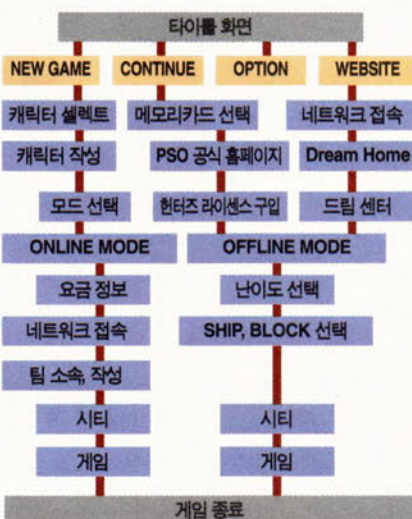 타이틀 화면
NEW GAME CONTINUE OPTION WEBSITE
캐릭터 셀렉트 메모리카드 선택 네트워크 접속
캐릭터 작성 PSO 공식 홈페이지 Dream Home
모드 선택 헌터즈 라이센스 구입 드림 센터
ONLINE MODE OFFLINE MODE
요금 정보 난이도 선택
네트워크 접속 SHIP, BLOCK 선택
팀 소속, 작성
시티 시티
게임 게임
게임 종료